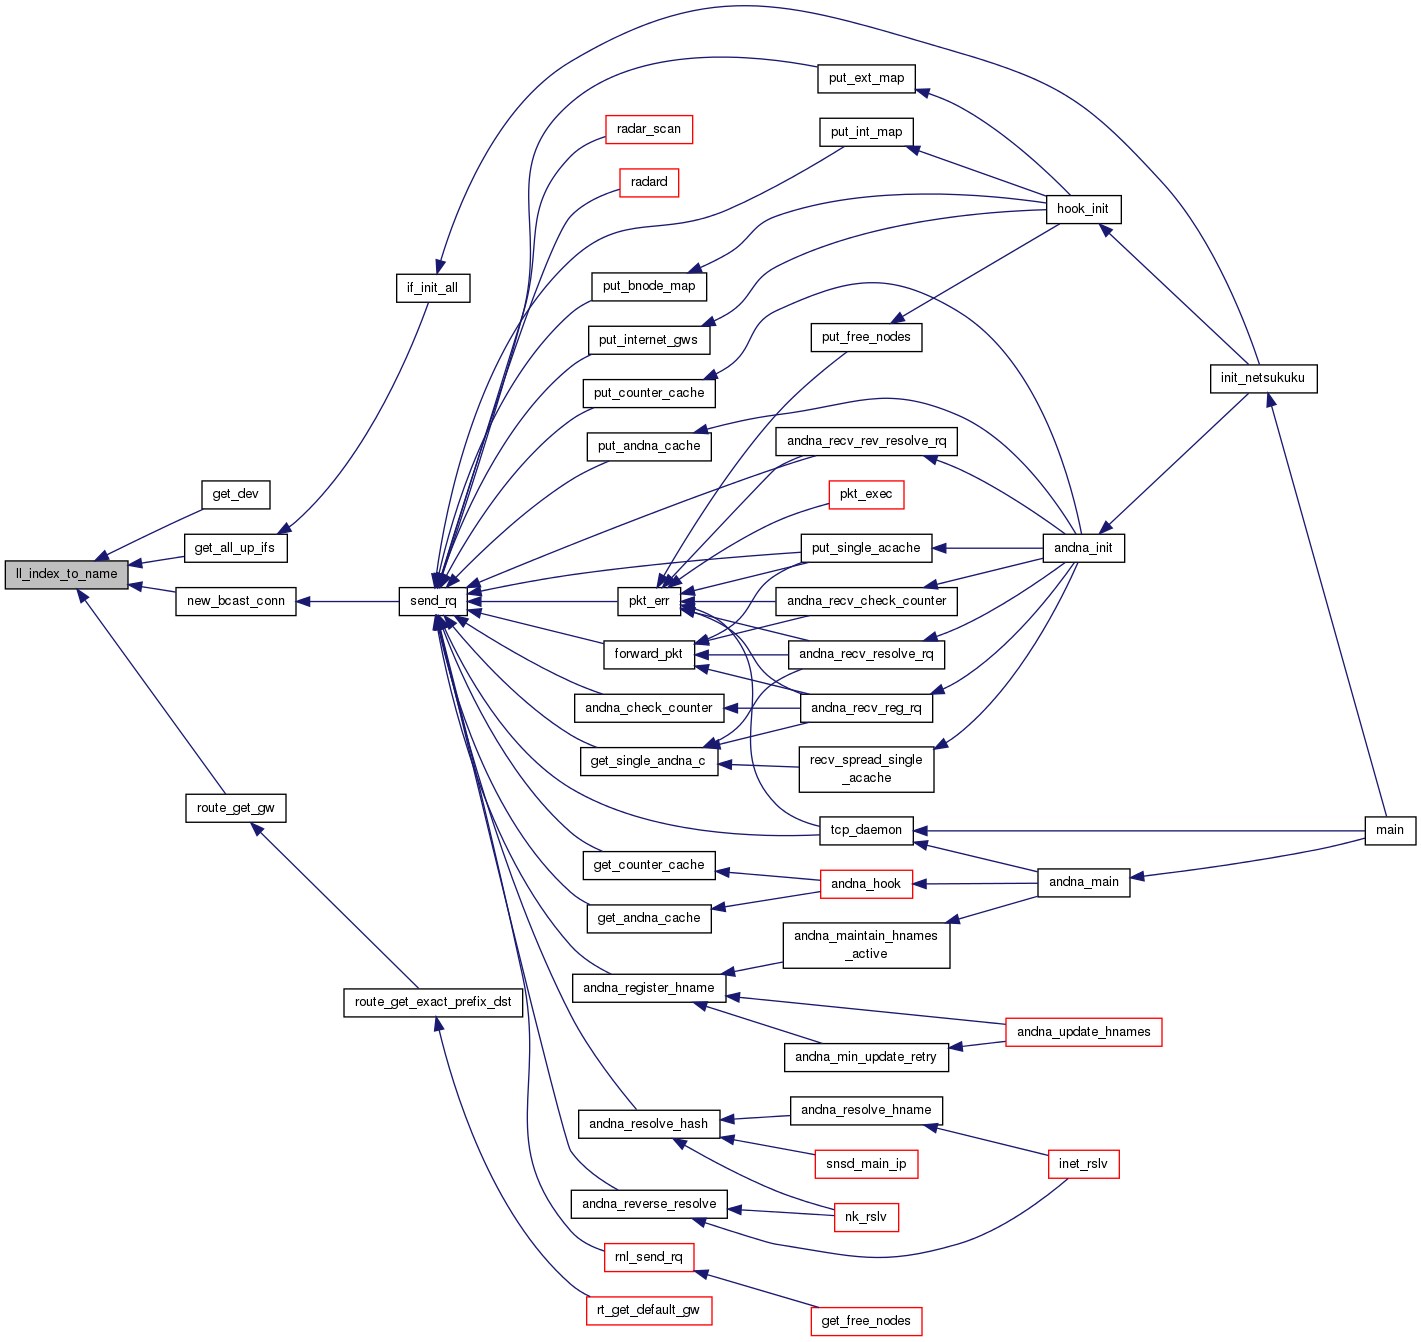 put_ext_map
radar_scan
put_int_map
radard
hook_init
if_init_all
put_bnode_map
put_internet_gws
put_free_nodes
init_netsukuku
put_counter_cache
put_andna_cache
andna_recv_rev_resolve_rq
get_dev
pkt_exec
get_all_up_ifs
put_single_acache
andna_init
ll_index_to_name
new_bcast_conn
send_rq
pkt_err
andna_recv_check_counter
forward_pkt
andna_recv_resolve_rq
andna_check_counter
andna_recv_reg_rq
get_single_andna_c
recv_spread_single
_acache
route_get_gw
tcp_daemon
main
get_counter_cache
andna_hook
andna_main
get_andna_cache
andna_maintain_hnames
_active
andna_register_hname
route_get_exact_prefix_dst
andna_update_hnames
andna_min_update_retry
andna_resolve_hash
andna_resolve_hname
snsd_main_ip
inet_rslv
andna_reverse_resolve
nk_rslv
rnl_send_rq
rt_get_default_gw
get_free_nodes